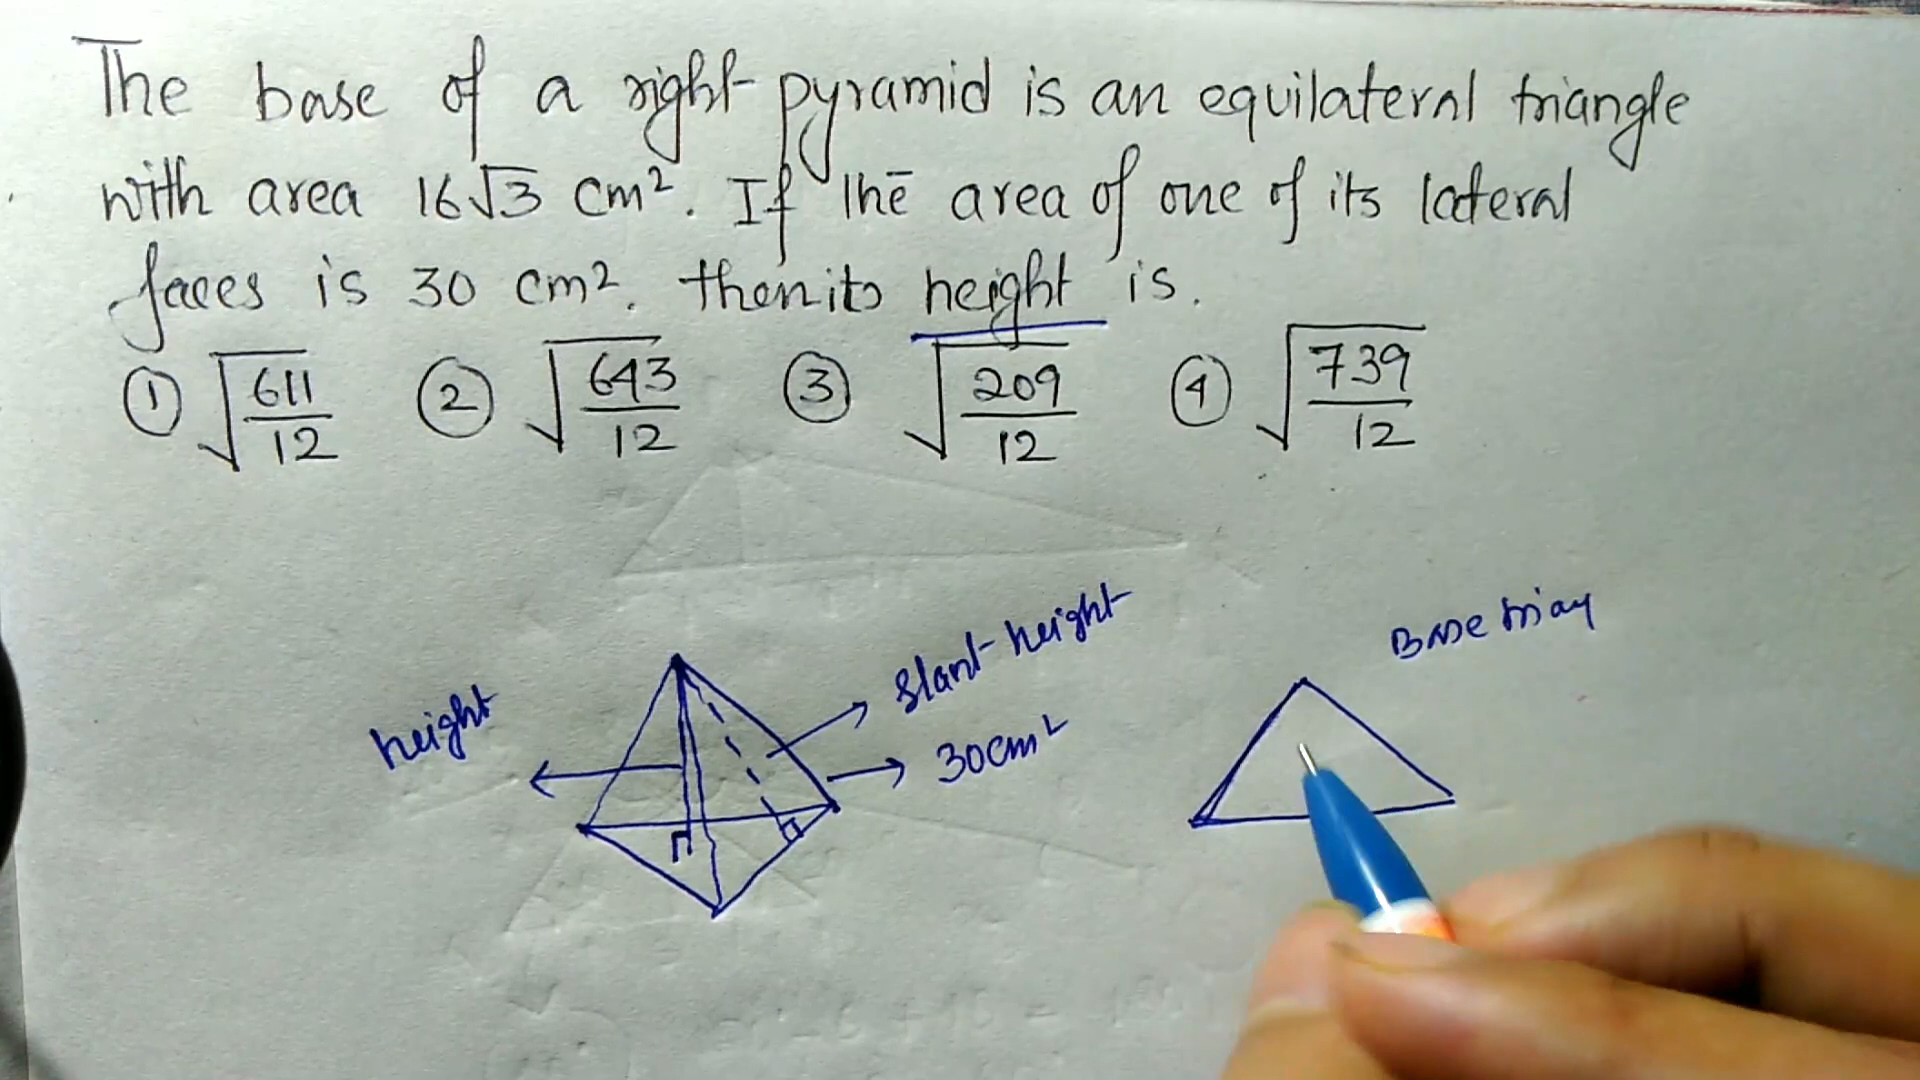 The base of a right pyramid is an equilateral triangle
with area 16√3 cm². If the area of one of its lateral
faces is 30 cm². then its height is.
① √611/12 ② √643/12 ③ √209/12 ④ √739/12
height
slant height
30cm²
Base